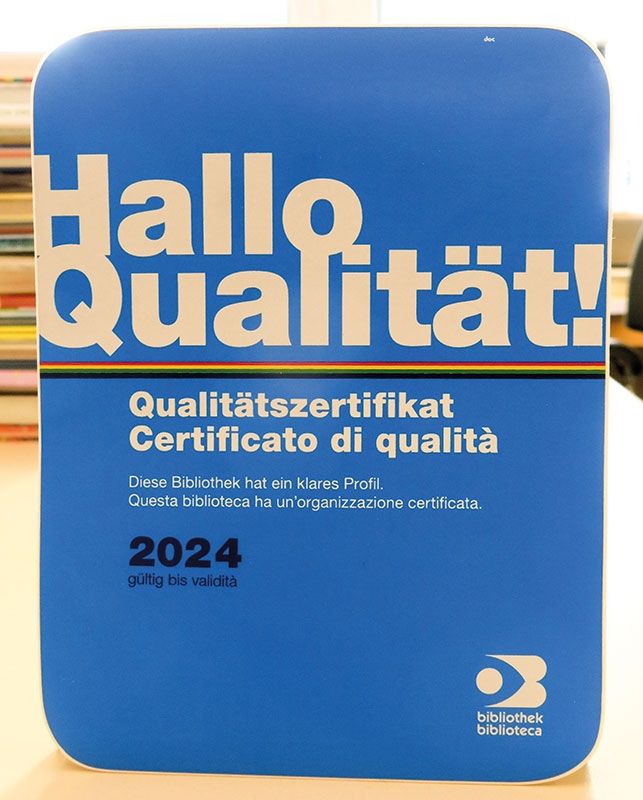 doc
Hallo
Qualität!
Qualitätszertifikat
Certificato di qualità
Diese Bibliothek hat ein klares Profil.
Questa biblioteca ha un'organizzazione certificata.
2024
gültig bis validità
bibliothek
biblioteca